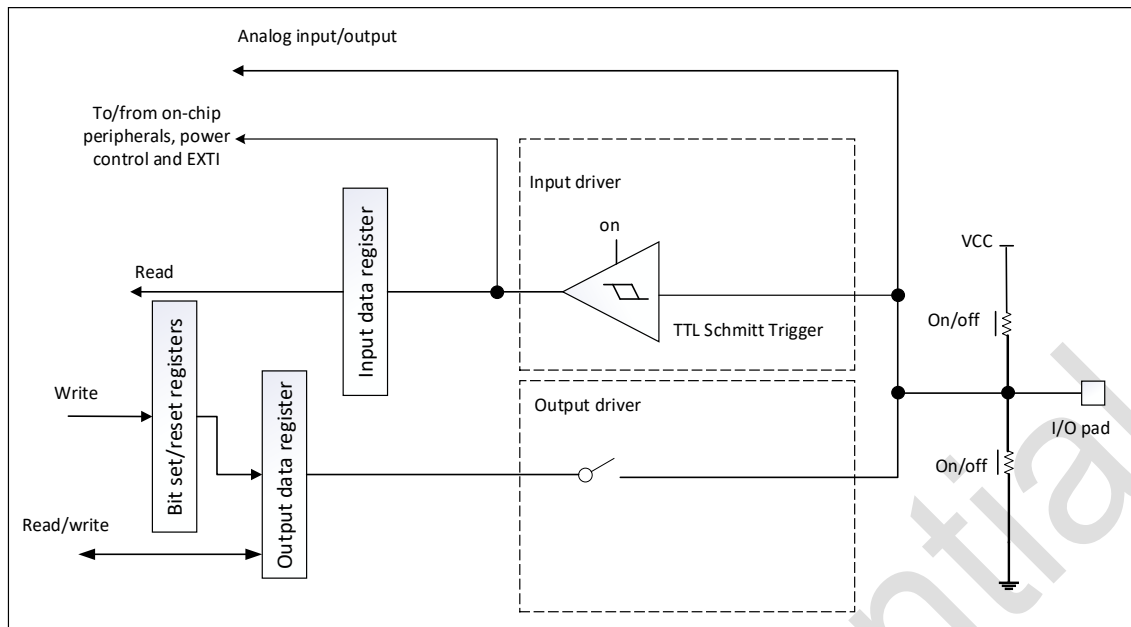 Analog input/output
To/from on-chip
peripherals, power
control and EXTI
Input driver
on
Input data register
Read
TTL Schmitt Trigger
VCC
On/off
Bit set/reset registers
Write
Output data register
Output driver
I/O pad
On/off
Read/write